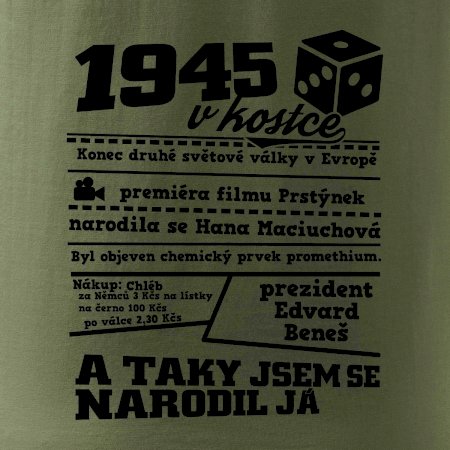 1945
v kostce
Konec druhé světové války v Evropě
premiéra filmu Prstýnek
narodila se Hana Maciuchová
Byl objeven chemický prvek promethium.
Nákup: Chléb
za Němců 3 Kčs na lístky
na černo 100 Kčs
po válce 2,30 Kčs
prezident
Edvard
Beneš
A TAKY JSEM SE
NARODIL JÁ